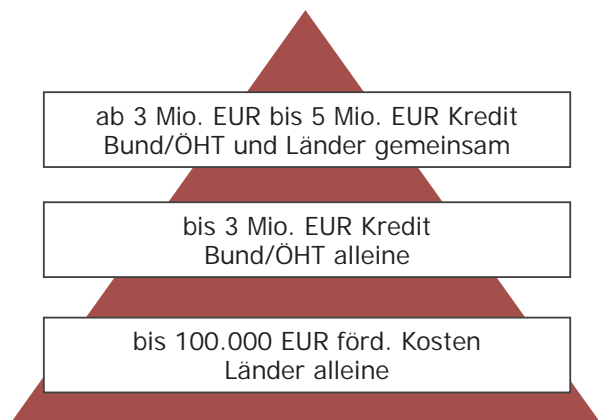 ab 3 Mio. EUR bis 5 Mio. EUR Kredit
Bund/ÖHT und Länder gemeinsam
bis 3 Mio. EUR Kredit
Bund/ÖHT alleine
bis 100.000 EUR förd. Kosten
Länder alleine